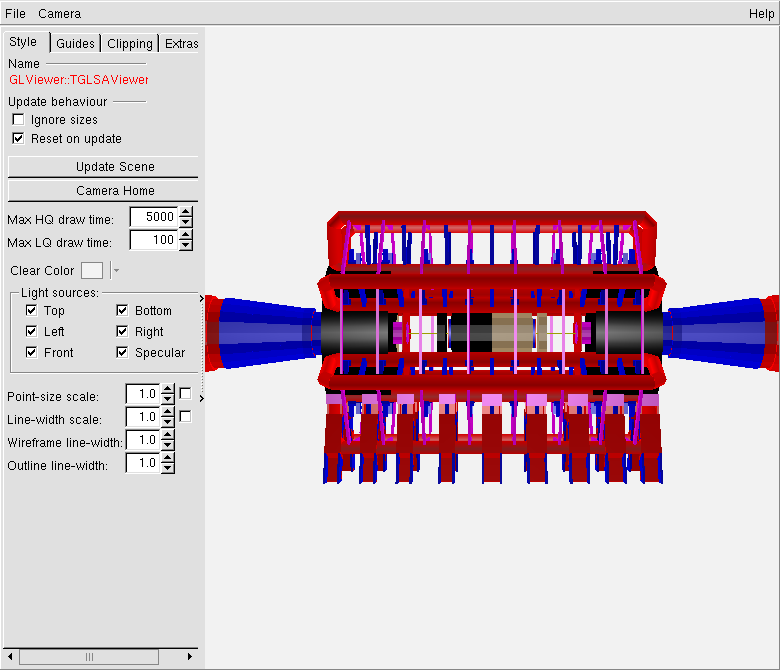 File Camera Help
Style Guides Clipping Extras
Name
GLViewer::TGLSAViewer
Update behaviour
Ignore sizes
Reset on update
Update Scene
Camera Home
Max HQ draw time: 5000
Max LQ draw time: 100
Clear Color
Light sources:
Top Bottom
Left Right
Front Specular
Point-size scale: 1.0
Line-width scale: 1.0
Wireframe line-width: 1.0
Outline line-width: 1.0